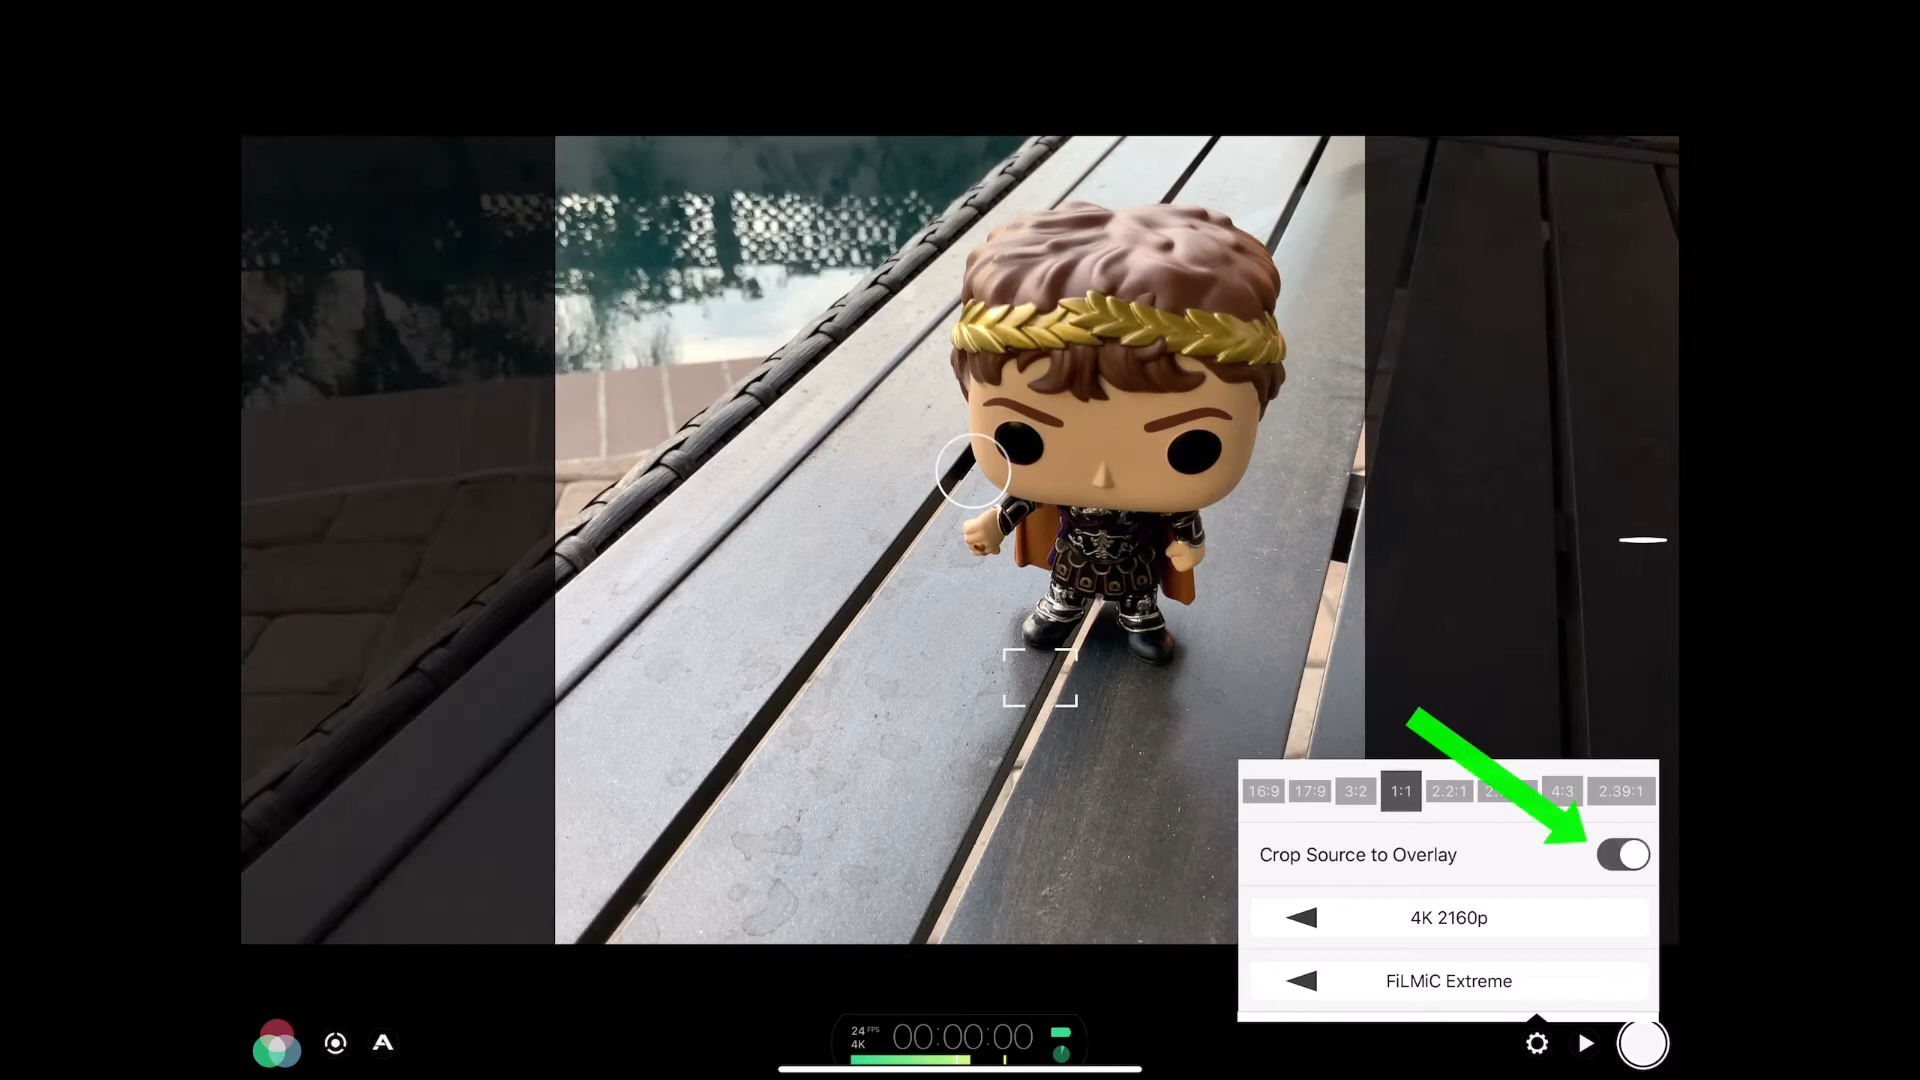 16:9 17:9 3:2 1:1 2.2:1 4:3 2.39:1
Crop Source to Overlay
4K 2160p
FiLMiC Extreme
24 FPS
4K
00:00:00
A